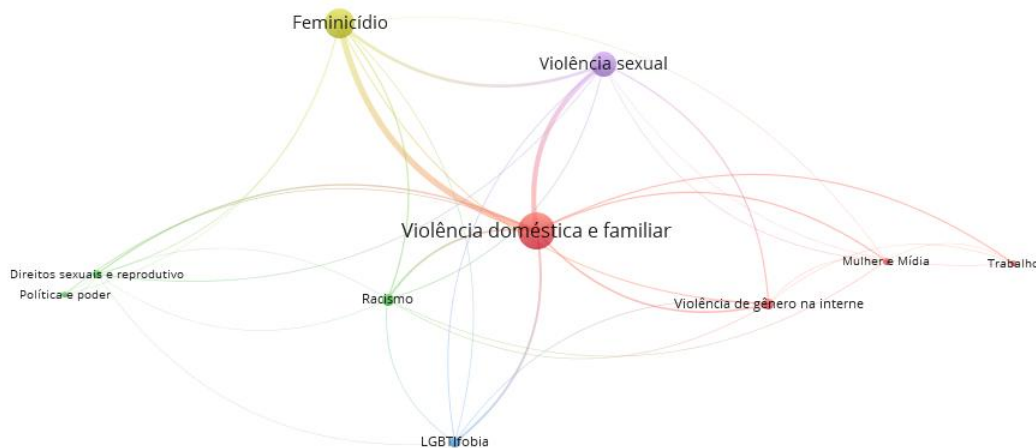 Feminicídio
Violência sexual
Violência doméstica e familiar
Direitos sexuais e reprodutivo
Mulher e Mídia
Trabalho
Política e poder
Racismo
Violência de gênero na interne
LGBTIfobia